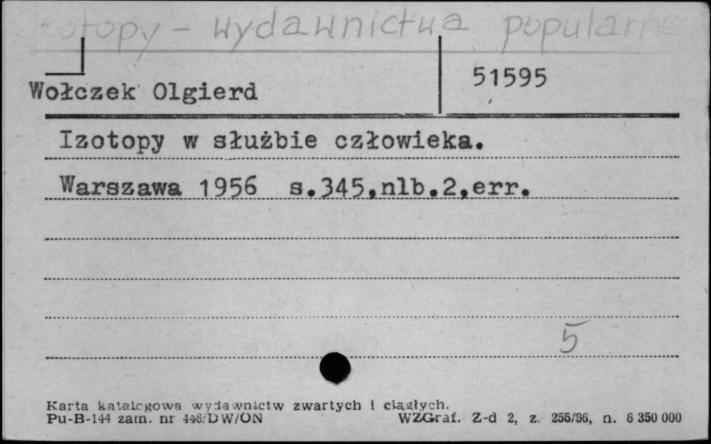 Izotopy - wydawnictwa popularne
51595
Wołczek Olgierd
Izotopy w służbie człowieka.
Warszawa 1956 s.345,nlb.2,err.
5
Karta katalogowa wydawnictw zwartych i ciągłych.
Pu-B-144 zam. nr 446/DW/ON WZGraf. Z-d 2, z. 255/56, n. 6 350 000